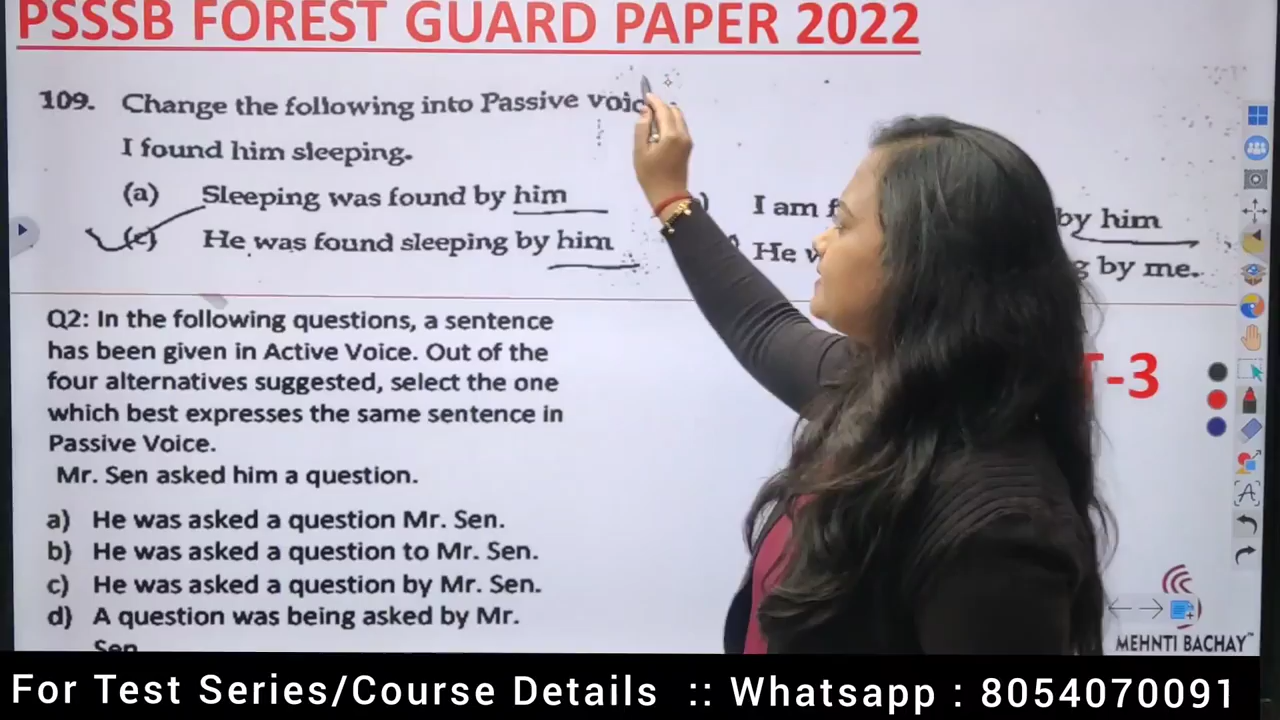 PSSSB FOREST GUARD PAPER 2022
109. Change the following into Passive
I found him sleeping.
(a) Sleeping was found by him
I am by him
(c) He was found sleeping by him
He by me.
Q2: In the following questions, a sentence
has been given in Active Voice. Out of the
four alternatives suggested, select the one
which best expresses the same sentence in
Passive Voice.
Mr. Sen asked him a question.
a) He was asked a question Mr. Sen.
b) He was asked a question to Mr. Sen.
c) He was asked a question by Mr. Sen.
d) A question was being asked by Mr.
Sen
-3
MEHNTI BACHAY™
For Test Series/Course Details :: Whatsapp : 8054070091